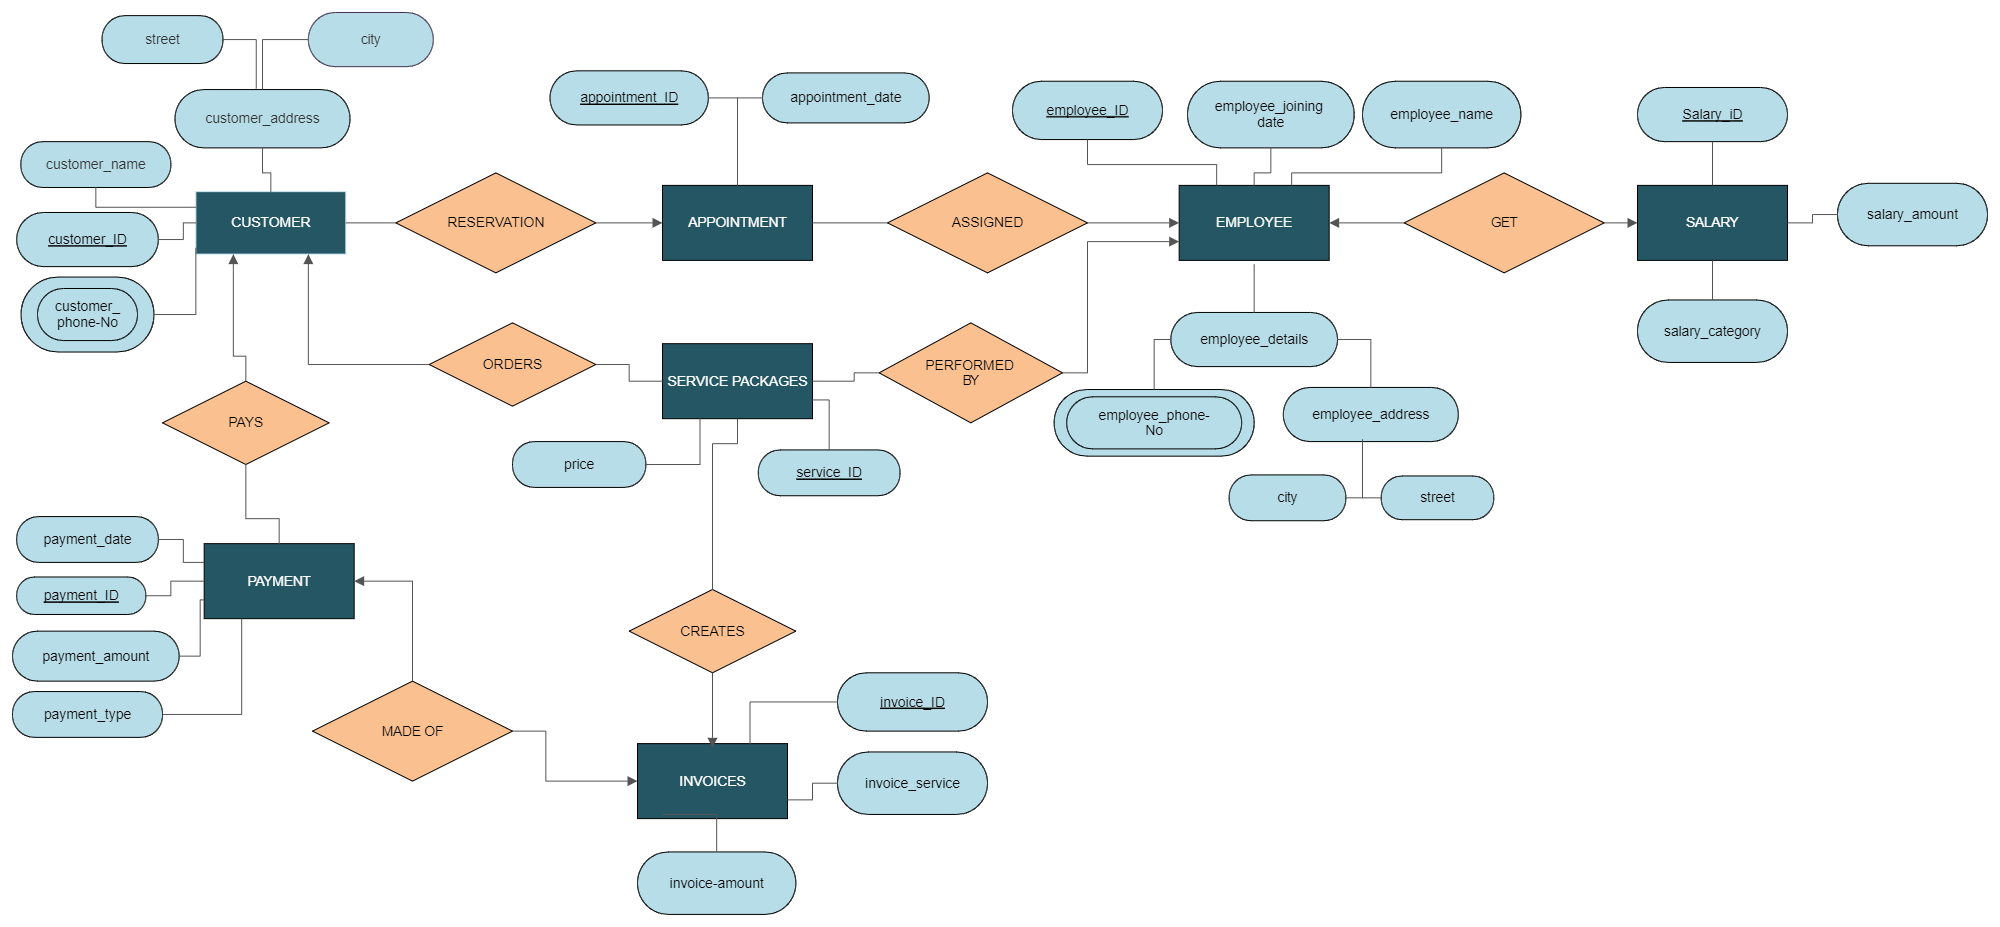 street
city
customer_address
customer_name
customer_ID
customer_
phone-No
CUSTOMER
RESERVATION
appointment_ID
appointment_date
APPOINTMENT
ASSIGNED
employee_ID
employee_joining
date
employee_name
EMPLOYEE
GET
Salary_iD
SALARY
salary_amount
salary_category
ORDERS
SERVICE PACKAGES
PERFORMED
BY
employee_details
employee_phone-
No
employee_address
city
street
price
service_ID
PAYS
payment_date
payment_ID
payment_amount
payment_type
PAYMENT
MADE OF
CREATES
INVOICES
invoice_ID
invoice_service
invoice-amount